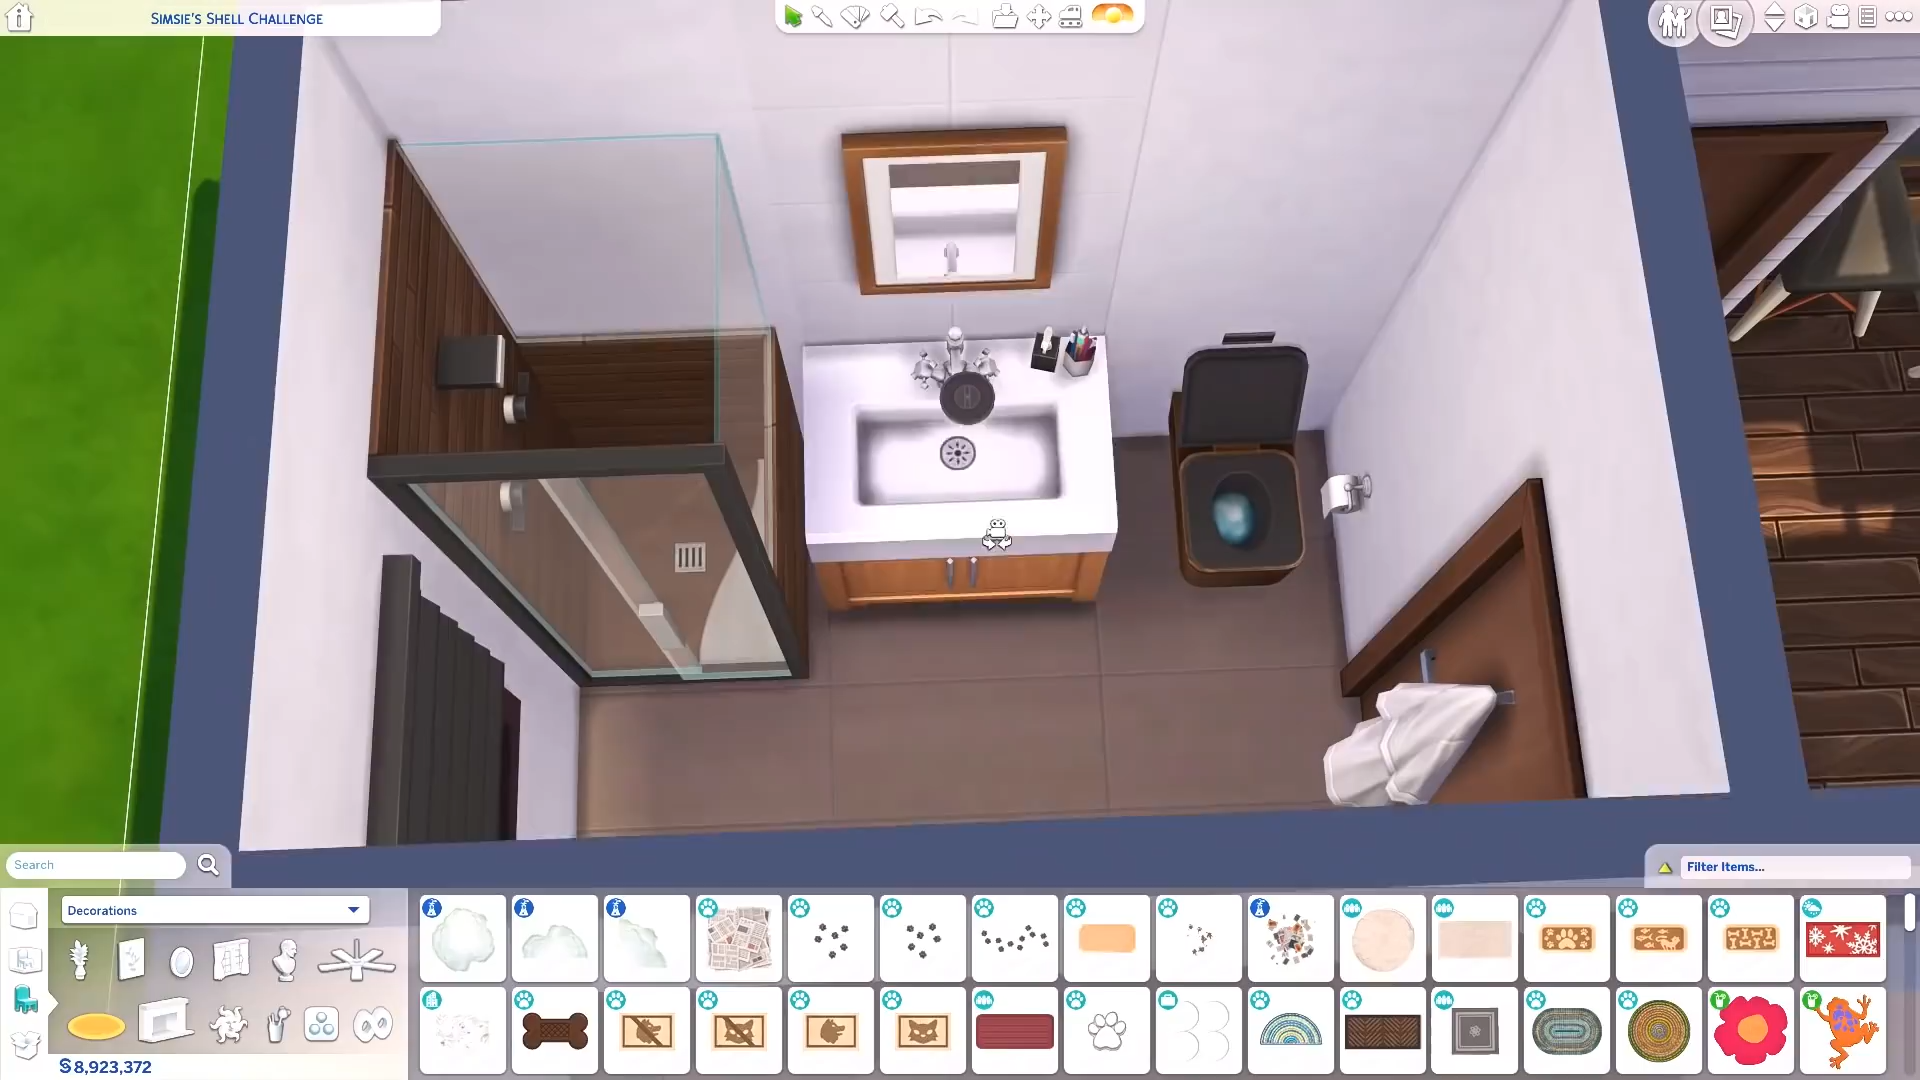 SIMSIE'S SHELL CHALLENGE
Search
Filter Items...
Decorations
§8,923,372